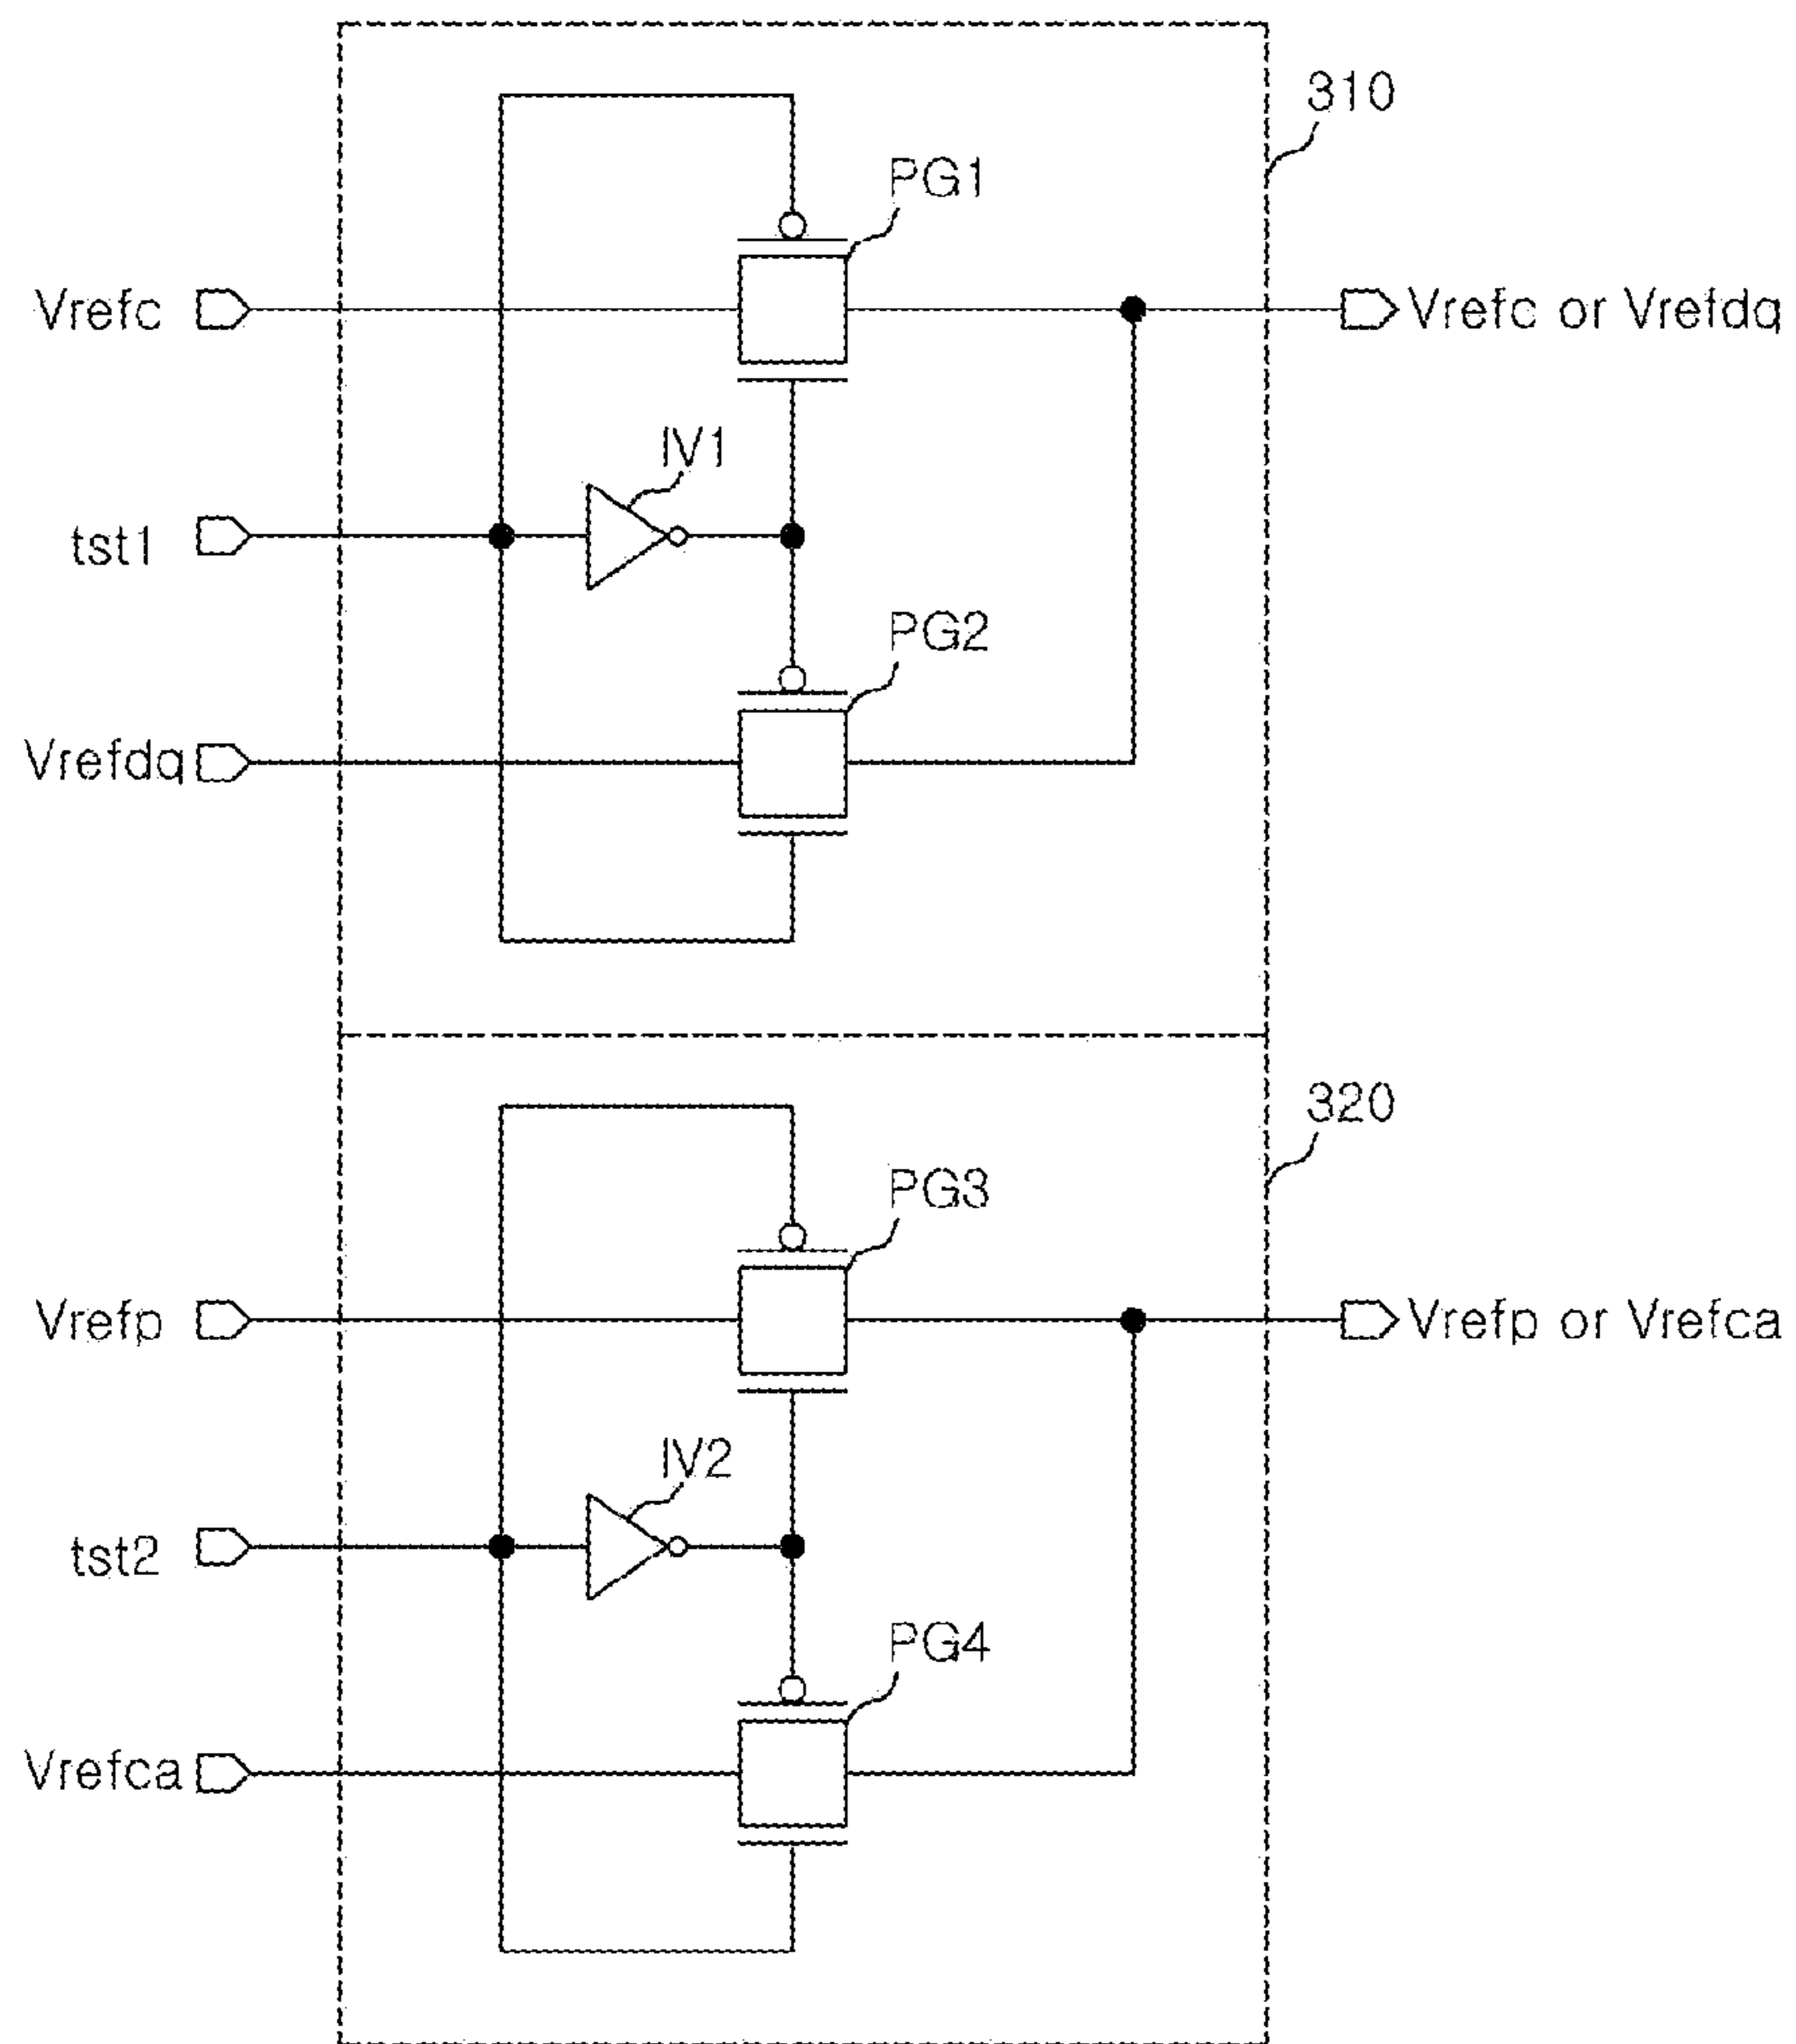 310
PG1
Vrefc
Vrefc or Vrefdq
IV1
tst1
PG2
Vrefdq
320
PG3
Vrefp
Vrefp or Vrefca
IV2
tst2
PG4
Vrefca